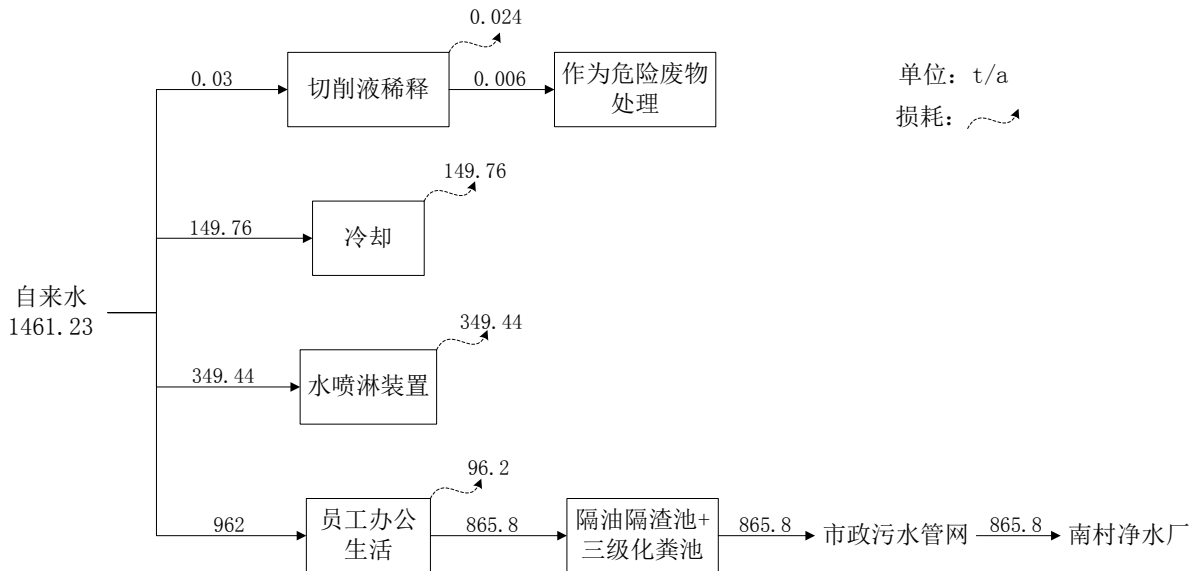 0.024
0.03
切削液稀释
0.006
作为危险废物
处理
单位: t/a
损耗:
149.76
149.76
冷却
自来水
1461.23
349.44
349.44
水喷淋装置
96.2
962
员工办公
生活
865.8
隔油隔渣池+
三级化粪池
865.8
市政污水管网
865.8
南村净水厂